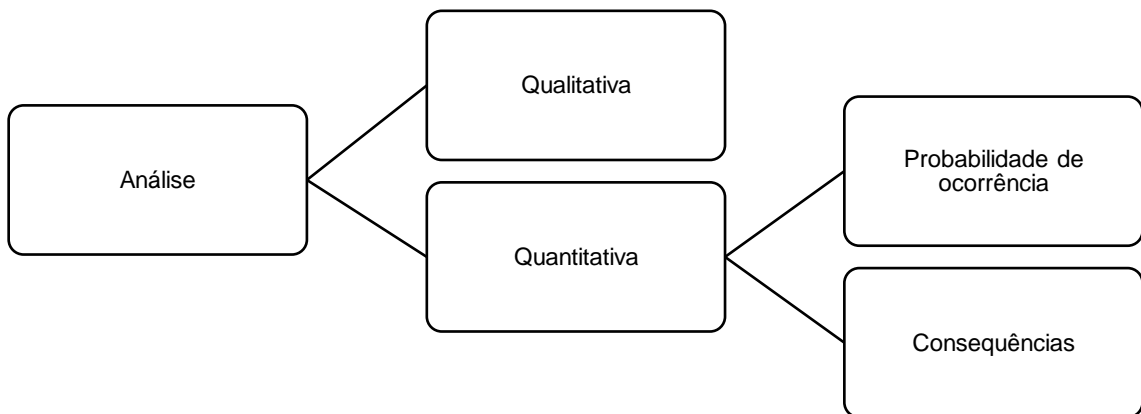 Análise
Qualitativa
Quantitativa
Probabilidade de
ocorrência
Consequências